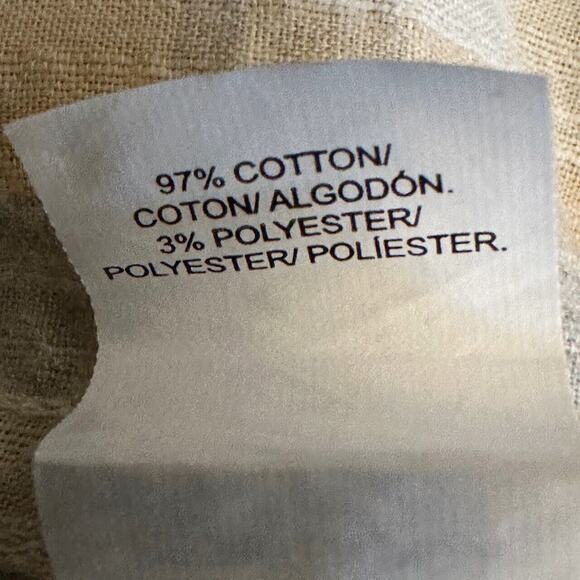 97% COTTON/
COTON/ ALGODÓN.
3% POLYESTER/
POLYESTER/ POLÍESTER.